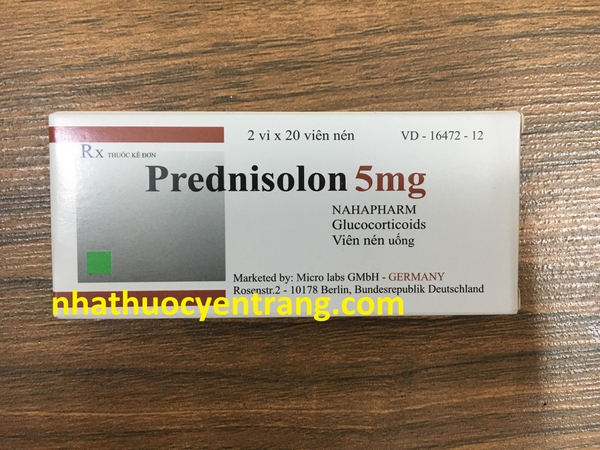 2 vỉ x 20 viên nén
VD - 16472 - 12
Rx THUỐC KÊ ĐƠN
Prednisolon 5mg
NAHAPHARM
Glucocorticoids
Viên nén uống
Marketed by: Micro labs GMbH - GERMANY
Rosenstr.2 - 10178 Berlin, Bundesrepublik Deutschland
nhathuocyentrang.com